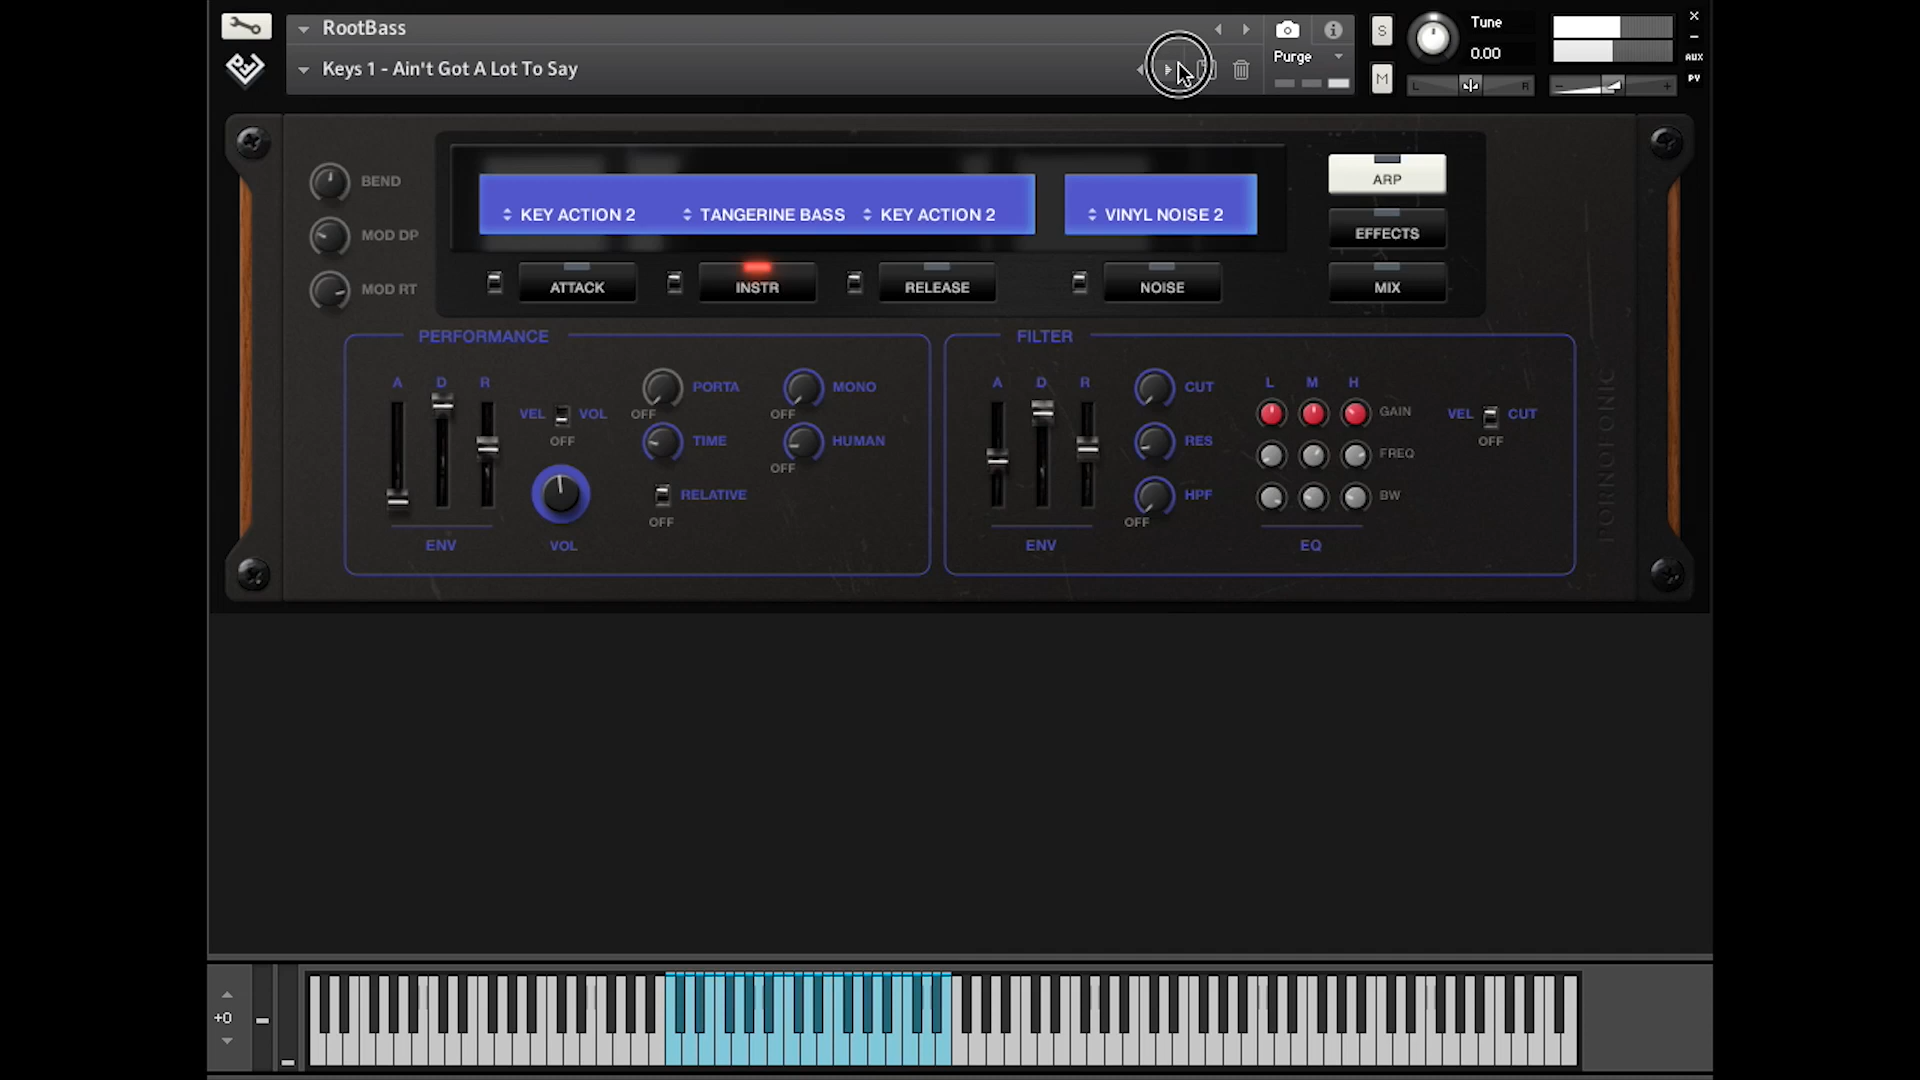 RootBass
Purge
S
Tune
0.00
AUX
PV
Keys 1 - Ain't Got A Lot To Say
M
L R
- +
BEND
MOD DP
MOD RT
KEY ACTION 2 TANGERINE BASS KEY ACTION 2 VINYL NOISE 2
ARP
EFFECTS
MIX
ATTACK INSTR RELEASE NOISE
PERFORMANCE
A D R
VEL VOL
OFF
VOL
ENV
OFF PORTA
TIME
RELATIVE
OFF
MONO
OFF
HUMAN
OFF
FILTER
A D R
ENV
CUT
RES
HPF
OFF
L M H
GAIN
FREQ
BW
EQ
VEL CUT
OFF
PORNOFONIC
+0